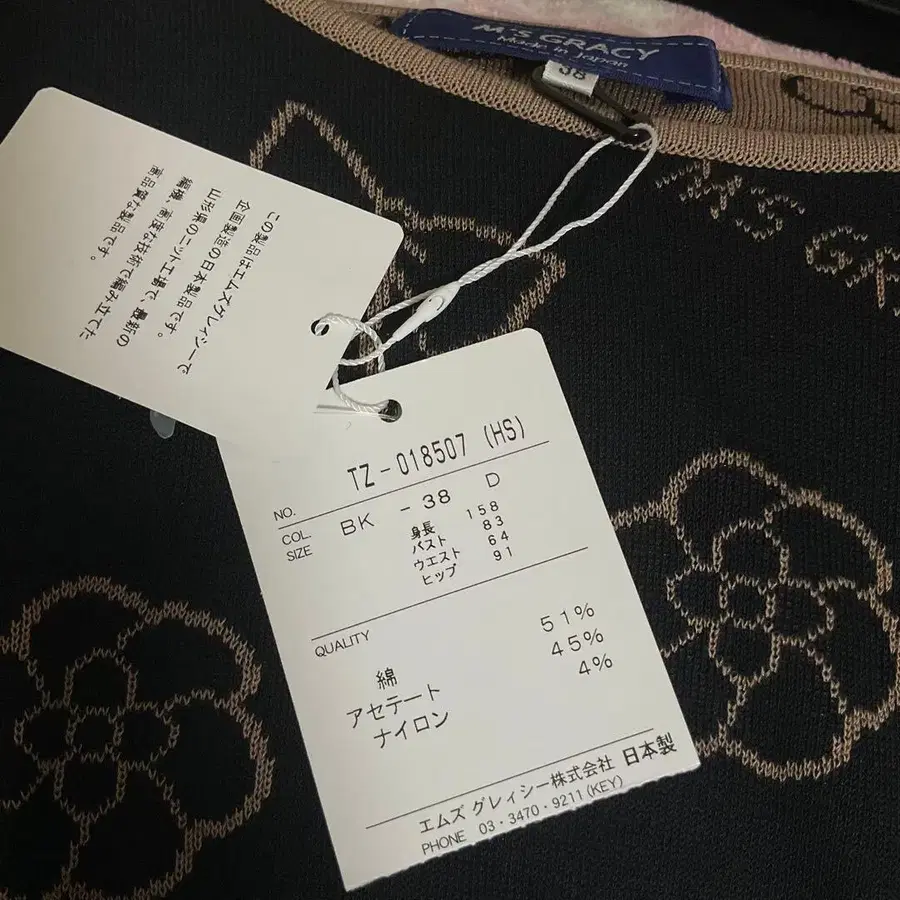 M'S GRACY
Made in Japan
38
M'S GRA
この製品はエムズグレイシーで
企画製造の日本製品です。
山形県のニット工場で、最新の
編機、高度な技術で編み立てた
高品質な製品です。
NO. TZ-018507 (HS)
COL. BK - 38 D
SIZE
身長 158
バスト 83
ウエスト 64
ヒップ 91
QUALITY
綿 51%
アセテート 45%
ナイロン 4%
エムズ グレィシー株式会社 日本製
PHONE 03・3470・9211(KEY)